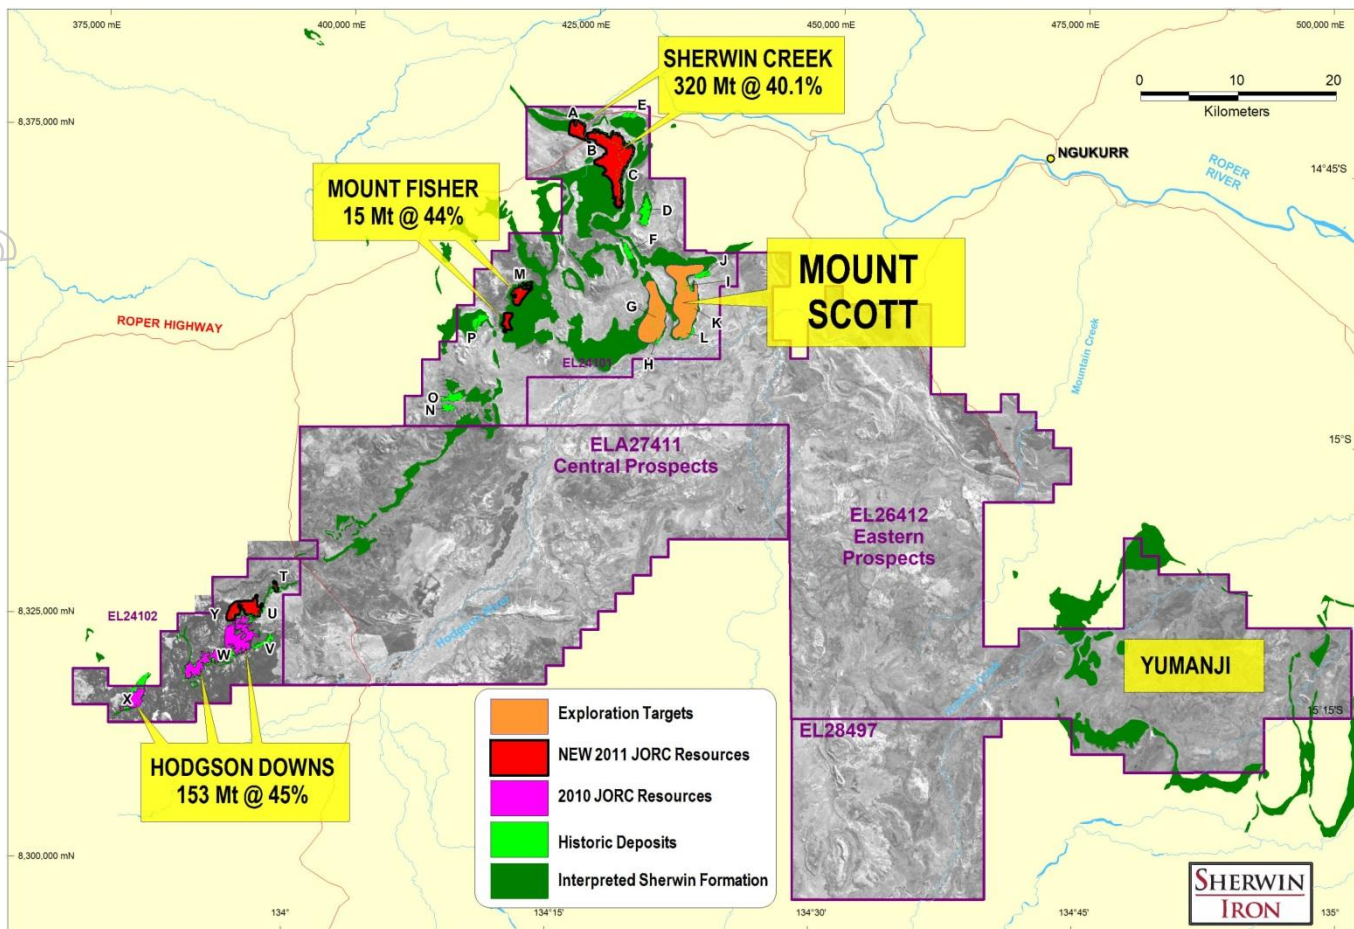 375,000 mE
400,000 mE
425,000 mE
450,000 mE
475,000 mE
500,000 mE
SHERWIN CREEK
320 Mt @ 40.1%
0
10
20
Kilometers
8,375,000 mN
A
E
B
C
NGUKURR
14°45'S
ROPER
RIVER
MOUNT FISHER
15 Mt @ 44%
D
F
J
I
M
MOUNT
SCOTT
G
K
L
ROPER HIGHWAY
P
H
EL24101
Mountain Creek
O
N
15°S
ELA27411
Central Prospects
EL26412
Eastern
Prospects
T
8,325,000 mN
EL24102
Y
U
Hodgson River
V
W
YUMANJI
X
15°15'S
EL28497
HODGSON DOWNS
153 Mt @ 45%
Exploration Targets
NEW 2011 JORC Resources
2010 JORC Resources
Historic Deposits
Interpreted Sherwin Formation
8,300,000 mN
SHERWIN
IRON
134°
134°15'
134°30'
134°45'
135°